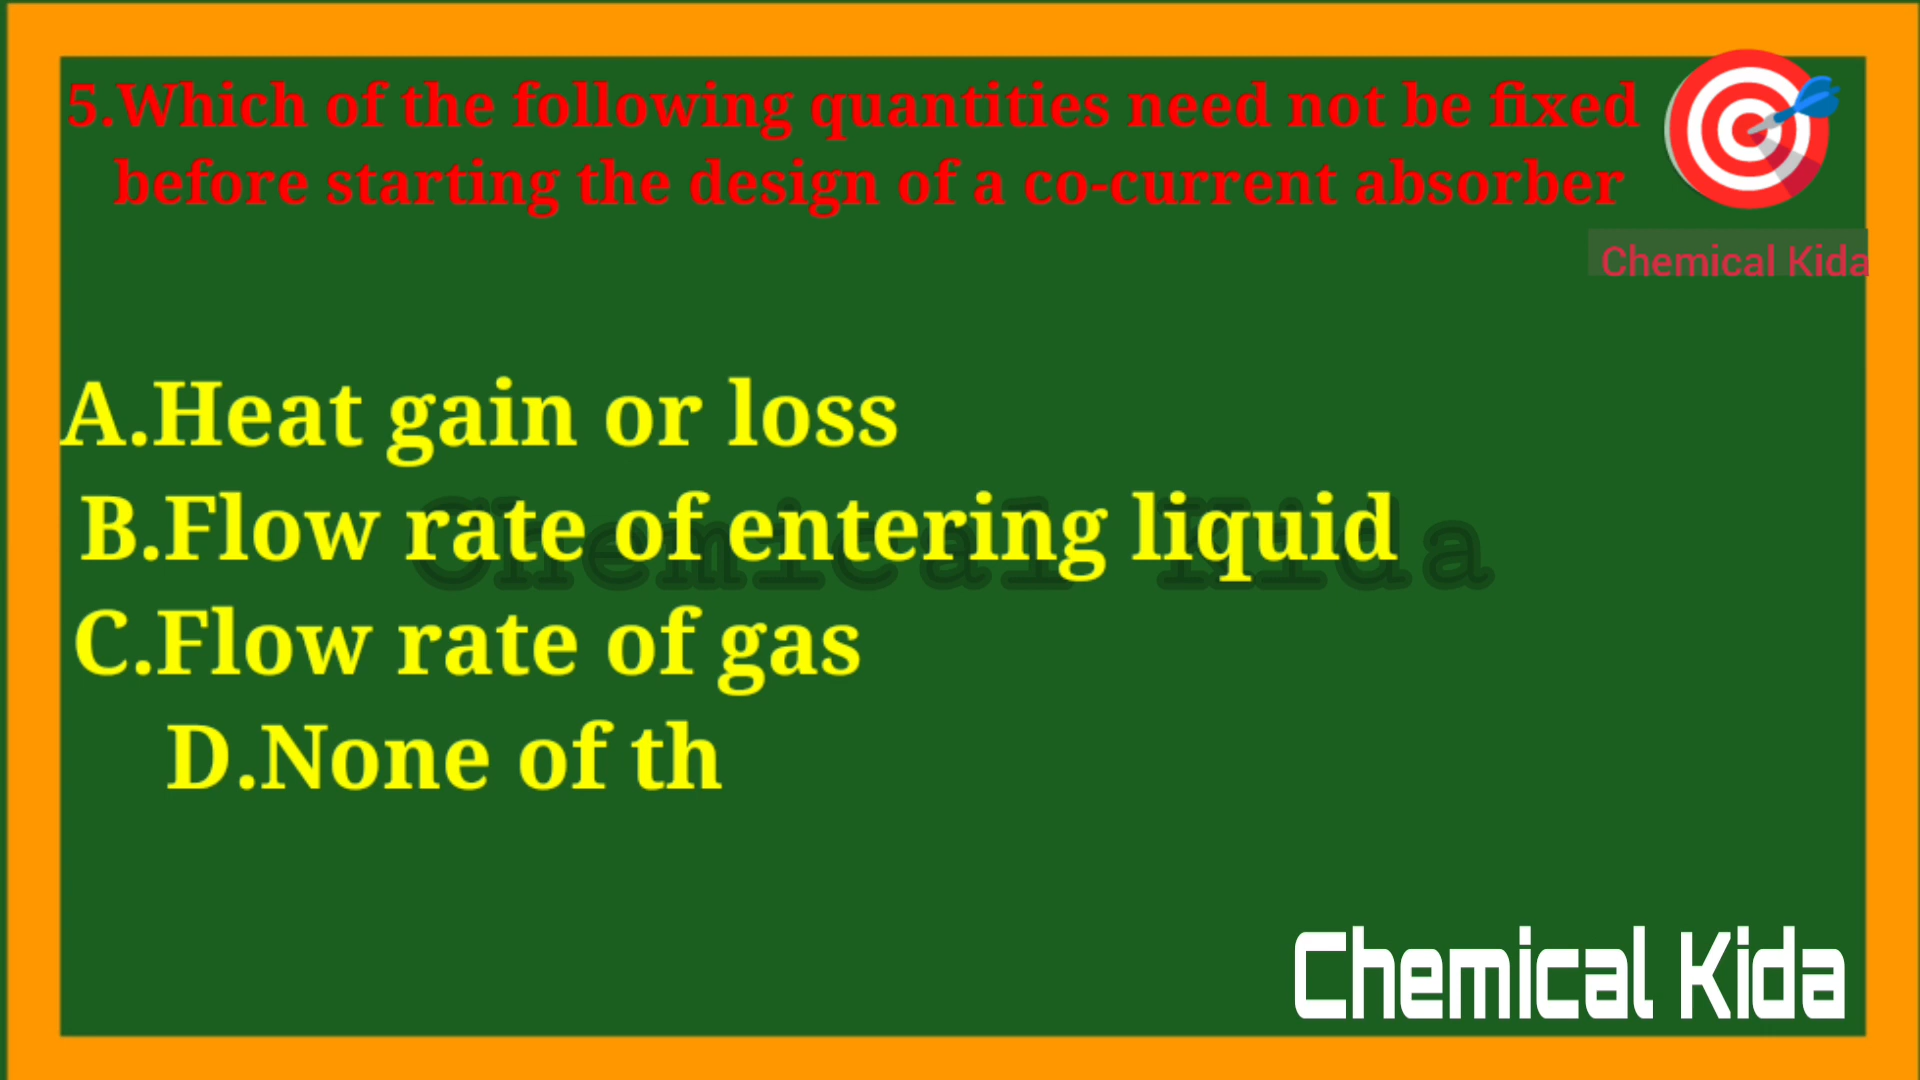 5.Which of the following quantities need not be fixed
before starting the design of a co-current absorber
Chemical Kida
A.Heat gain or loss
B.Flow rate of entering liquid
Chemical Kida
C.Flow rate of gas
D.None of th
Chemical Kida